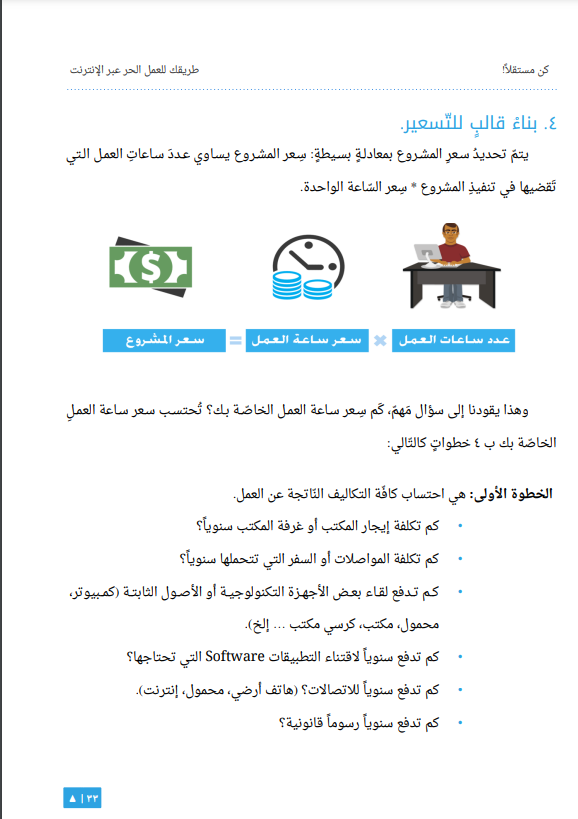 كن مستقلاً!
طريقك للعمل الحر عبر الإنترنت
٤. بناءُ قالبٍ للتّسعير.
يتمّ تحديدُ سعرِ المشروع بمعادلةٍ بسيطةٍ: سِعر المشروع يساوي عددَ ساعاتِ العمل التي
تَقضيها في تنفيذِ المشروع * سِعر السّاعة الواحدة.
عدد ساعات العمل × سعر ساعة العمل = سعر المشروع
وهذا يقودنا إلى سؤال مَهمّ، كَم سِعر ساعة العمل الخاصّة بك؟ تُحتسب سعر ساعة العملِ
الخاصّة بك ب ٤ خطواتٍ كالتّالي:
الخطوة الأولى: هي احتساب كافّة التكاليف النّاتجة عن العمل.
• كم تكلفة إيجار المكتب أو غرفة المكتب سنوياً؟
• كم تكلفة المواصلات أو السفر التي تتحملها سنوياً؟
• كم تدفع لقاء بعض الأجهزة التكنولوجية أو الأصول الثابتة (كمبيوتر،
محمول، مكتب، كرسي مكتب ... إلخ).
• كم تدفع سنوياً لاقتناء التطبيقات Software التي تحتاجها؟
• كم تدفع سنوياً للاتصالات؟ (هاتف أرضي، محمول، إنترنت).
• كم تدفع سنوياً رسوماً قانونية؟
٣٣ | ▲